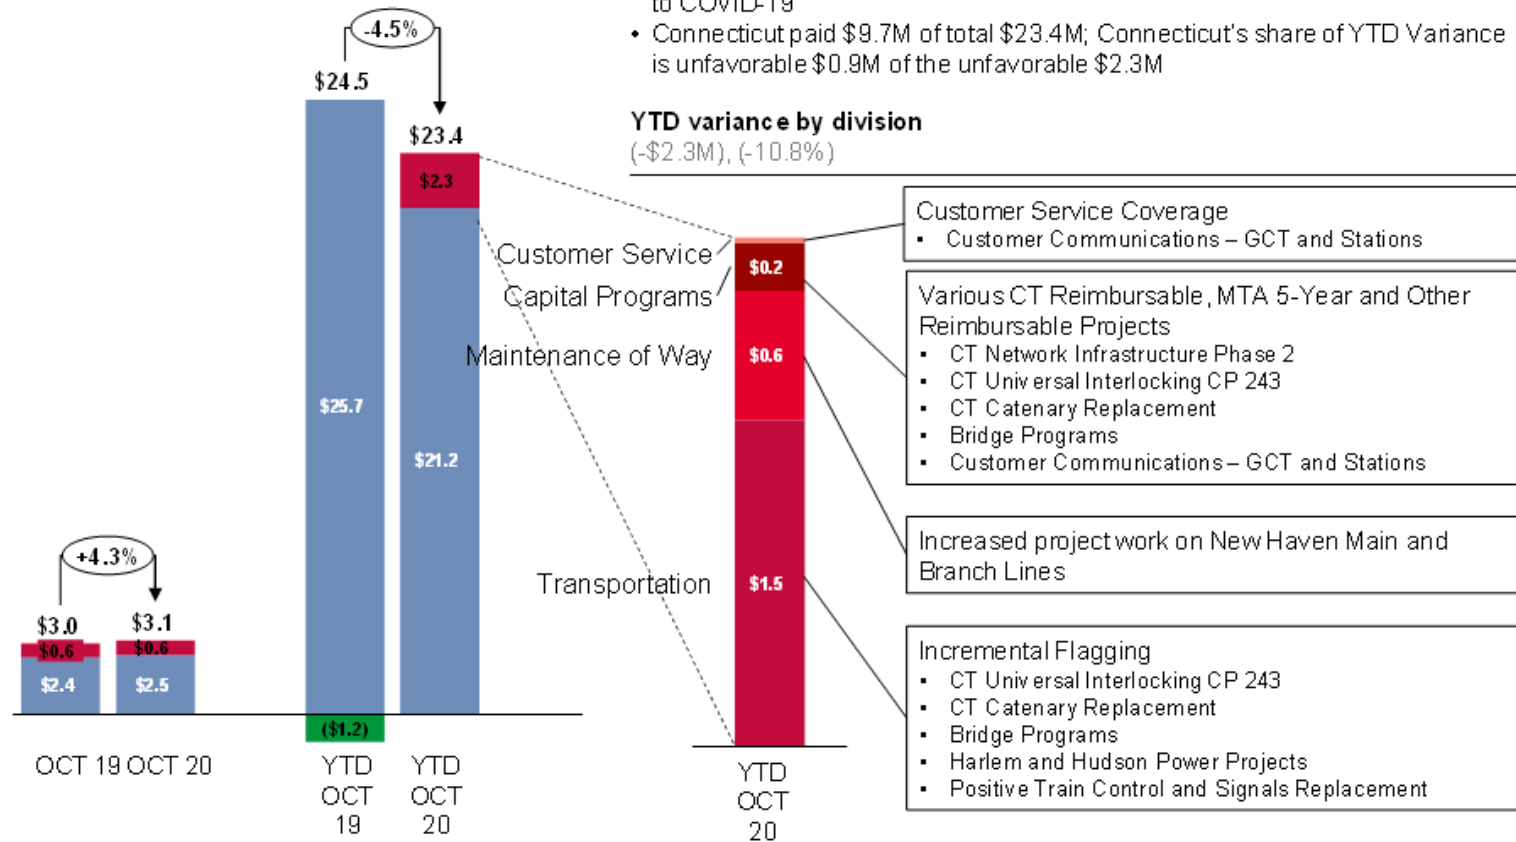 to COVID-19
• Connecticut paid $9.7M of total $23.4M; Connecticut's share of YTD Variance
is unfavorable $0.9M of the unfavorable $2.3M
-4.5%
$24.5
$23.4
$2.3
$25.7
$21.2
($1.2)
+4.3%
$3.0
$3.1
$0.6
$0.6
$2.4
$2.5
OCT 19
OCT 20
YTD
OCT
19
YTD
OCT
20
YTD variance by division
(-$2.3M), (-10.8%)
Customer Service
Capital Programs
Maintenance of Way
Transportation
$0.2
$0.6
$1.5
YTD
OCT
20
Customer Service Coverage
▪ Customer Communications – GCT and Stations
Various CT Reimbursable, MTA 5-Year and Other
Reimbursable Projects
▪ CT Network Infrastructure Phase 2
▪ CT Universal Interlocking CP 243
▪ CT Catenary Replacement
▪ Bridge Programs
▪ Customer Communications – GCT and Stations
Increased project work on New Haven Main and
Branch Lines
Incremental Flagging
▪ CT Universal Interlocking CP 243
▪ CT Catenary Replacement
▪ Bridge Programs
▪ Harlem and Hudson Power Projects
▪ Positive Train Control and Signals Replacement